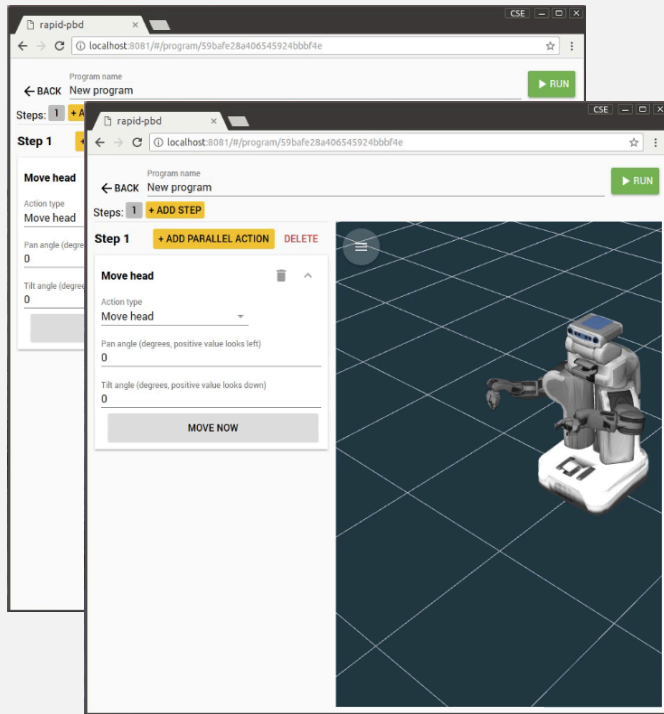 CSE
rapid-pbd
localhost:8081/#/program/59bafe28a406545924bbbf4e
Program name
← BACK New program
RUN
Steps: 1 + A
Step 1
Move head
Action type
Move head
Pan angle (degre
0
Tilt angle (degree
0
CSE
rapid-pbd
localhost:8081/#/program/59bafe28a406545924bbbf4e
Program name
← BACK New program
RUN
Steps: 1 + ADD STEP
Step 1 + ADD PARALLEL ACTION DELETE
Move head
Action type
Move head
Pan angle (degrees, positive value looks left)
0
Tilt angle (degrees, positive value looks down)
0
MOVE NOW